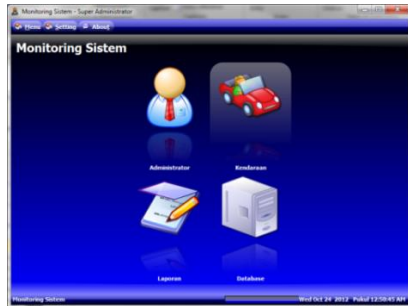 Monitoring Sistem - Super Administrator
Menu Setting About
Monitoring Sistem
Administrator Kendaraan
Laporan Database
Monitoring Sistem Wed Oct 24 2012 Pukul 12:50:45 AM